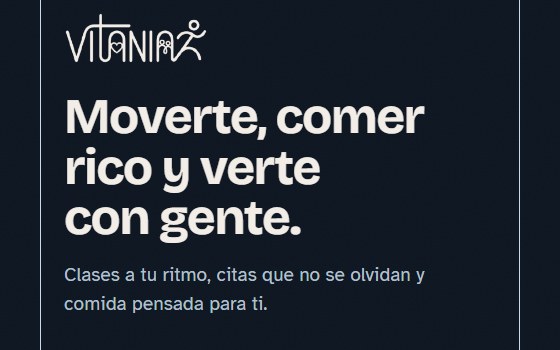 VITANIA
Moverte, comer
rico y verte
con gente.
Clases a tu ritmo, citas que no se olvidan y
comida pensada para ti.